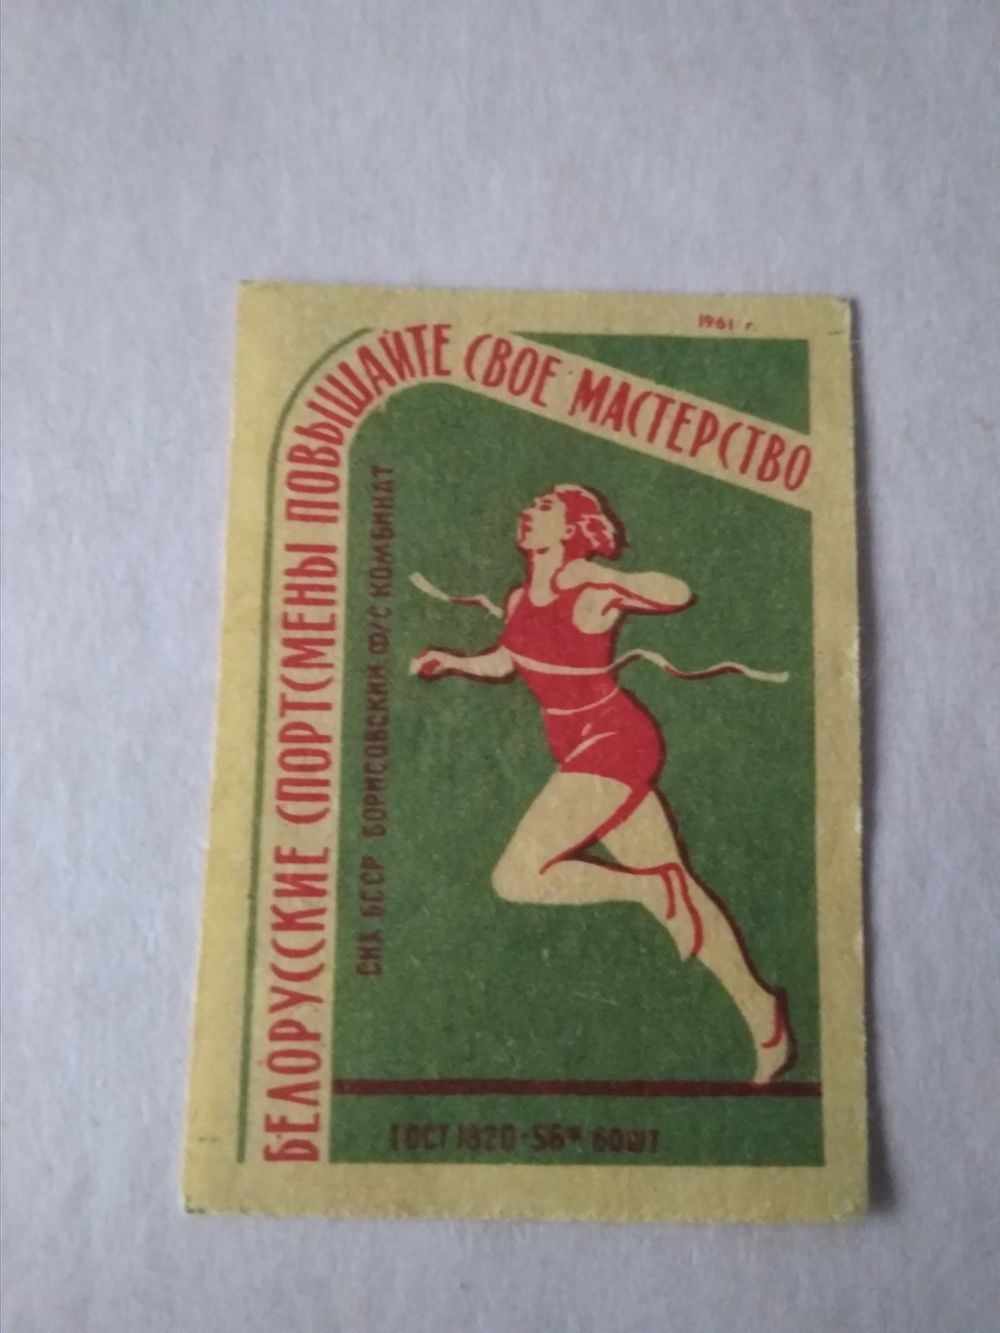 1961 г.
БЕЛОРУССКИЕ СПОРТСМЕНЫ ПОВЫШАЙТЕ СВОЕ МАСТЕРСТВО
СНХ БССР БОРИСОВСКИЙ Ф/С КОМБИНАТ
ГОСТ 1820-56* 60ШТ